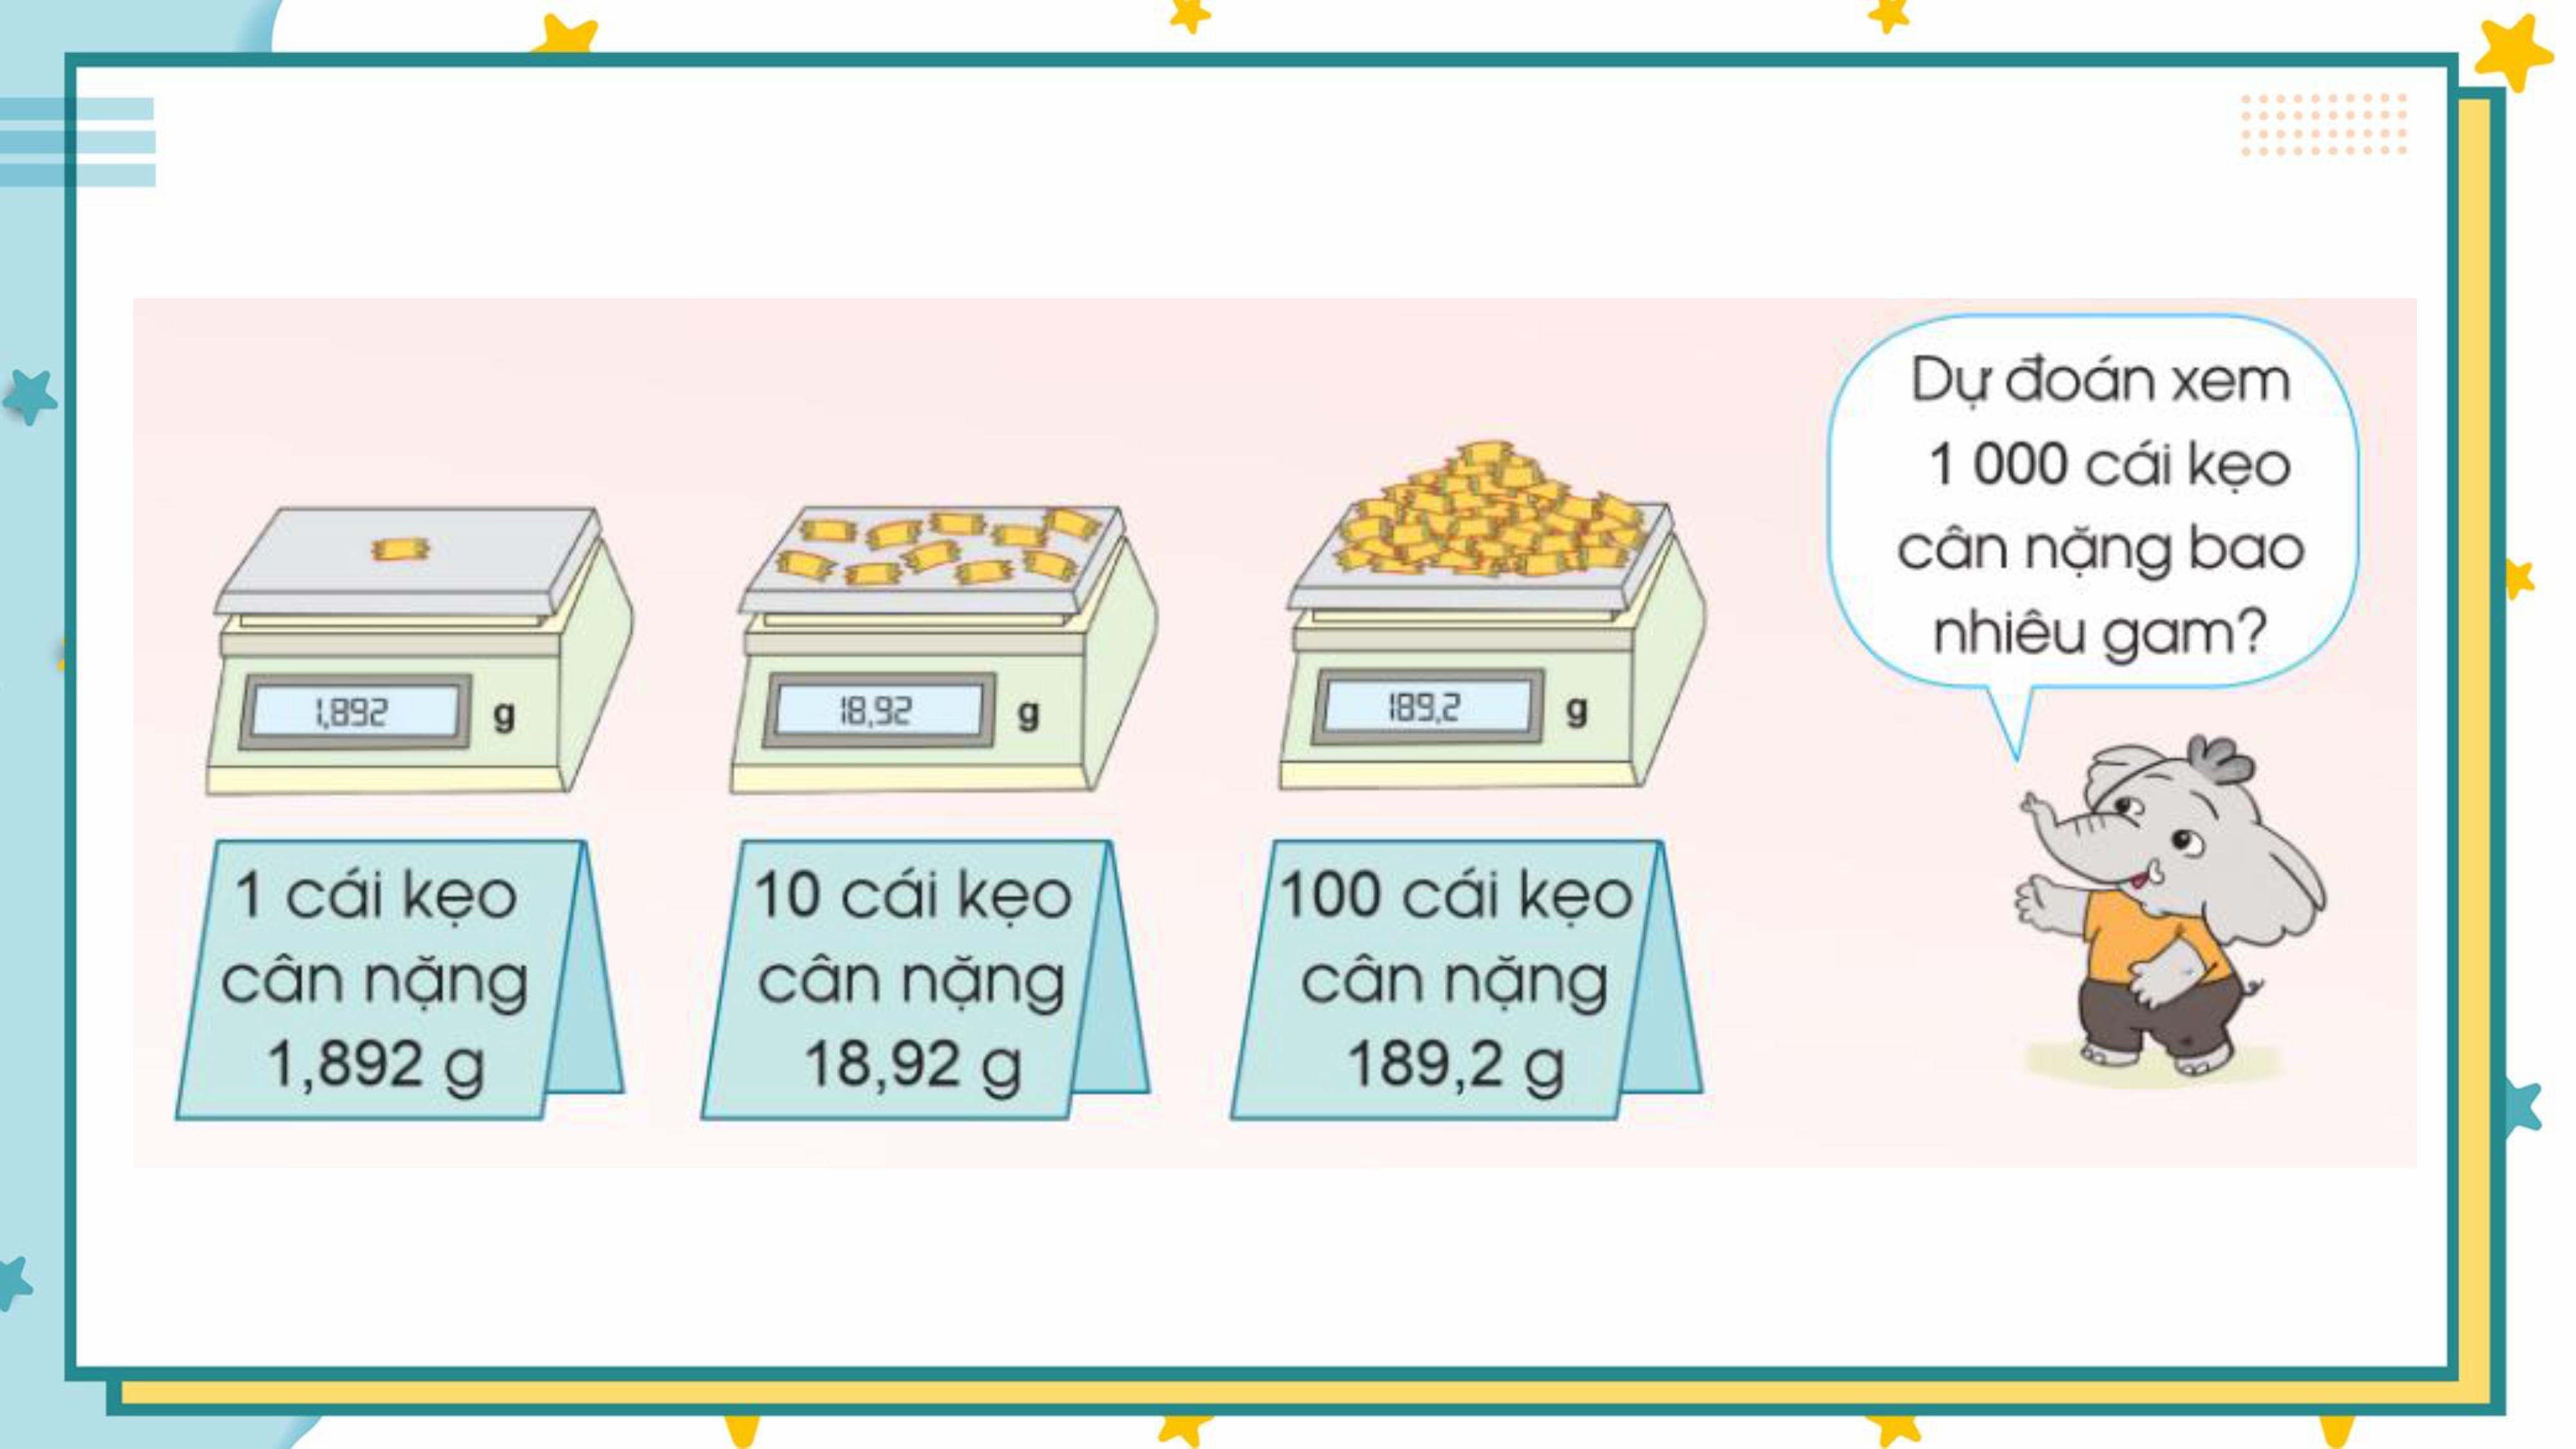 Dự đoán xem
1 000 cái kẹo
cân nặng bao
nhiêu gam?
1,892 g
18,92 g
189,2 g
1 cái kẹo
cân nặng
1,892 g
10 cái kẹo
cân nặng
18,92 g
100 cái kẹo
cân nặng
189,2 g